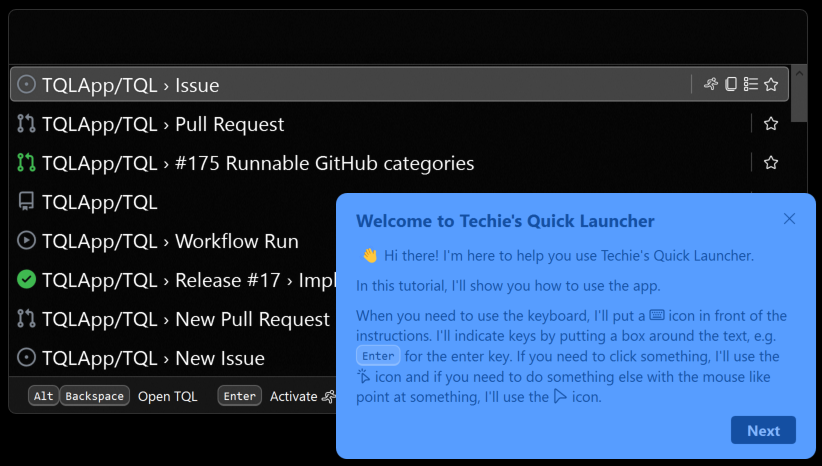 TQLApp/TQL › Issue
TQLApp/TQL › Pull Request
TQLApp/TQL › #175 Runnable GitHub categories
TQLApp/TQL
TQLApp/TQL › Workflow Run
TQLApp/TQL › Release #17 ›
TQLApp/TQL › New Pull Request
TQLApp/TQL › New Issue
Alt Backspace Open TQL Enter Activate
Welcome to Techie's Quick Launcher
👋 Hi there! I'm here to help you use Techie's Quick Launcher.
In this tutorial, I'll show you how to use the app.
When you need to use the keyboard, I'll put a icon in front of the
instructions. I'll indicate keys by putting a box around the text, e.g.
Enter for the enter key. If you need to click something, I'll use the
icon and if you need to do something else with the mouse like
point at something, I'll use the icon.
Next